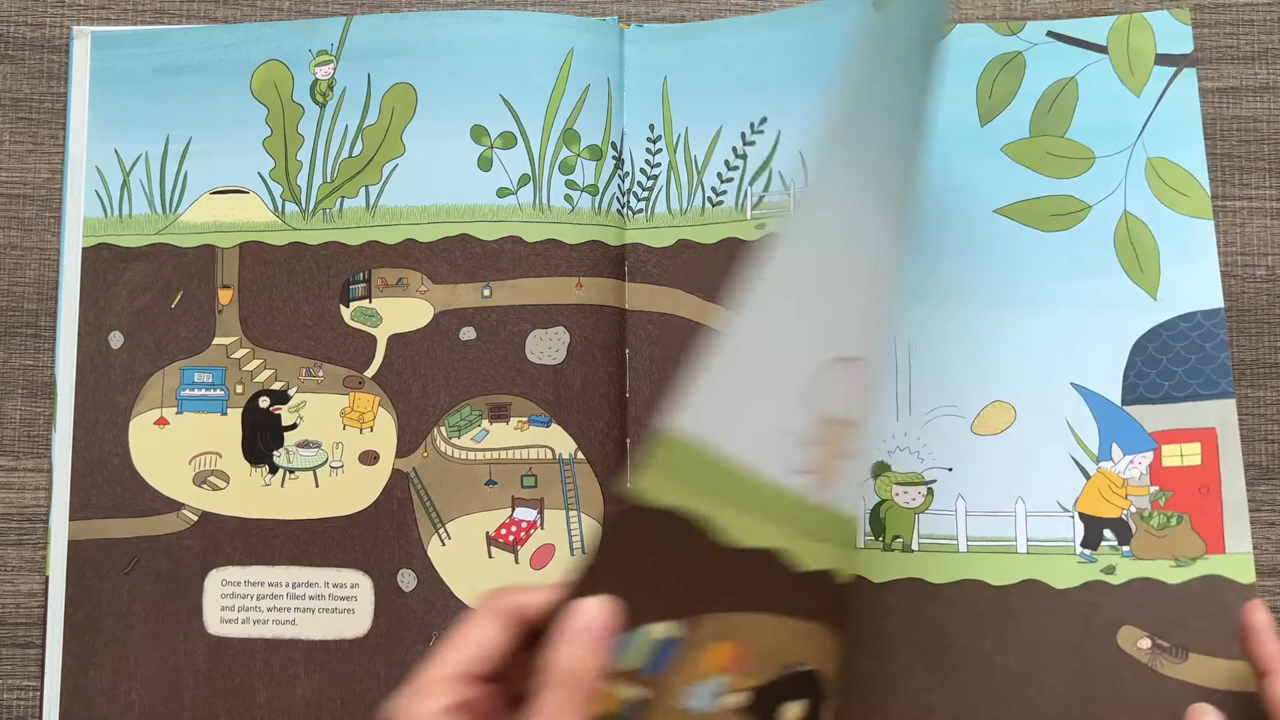 Once there was a garden. It was an
ordinary garden filled with flowers
and plants, where many creatures
lived all year round.